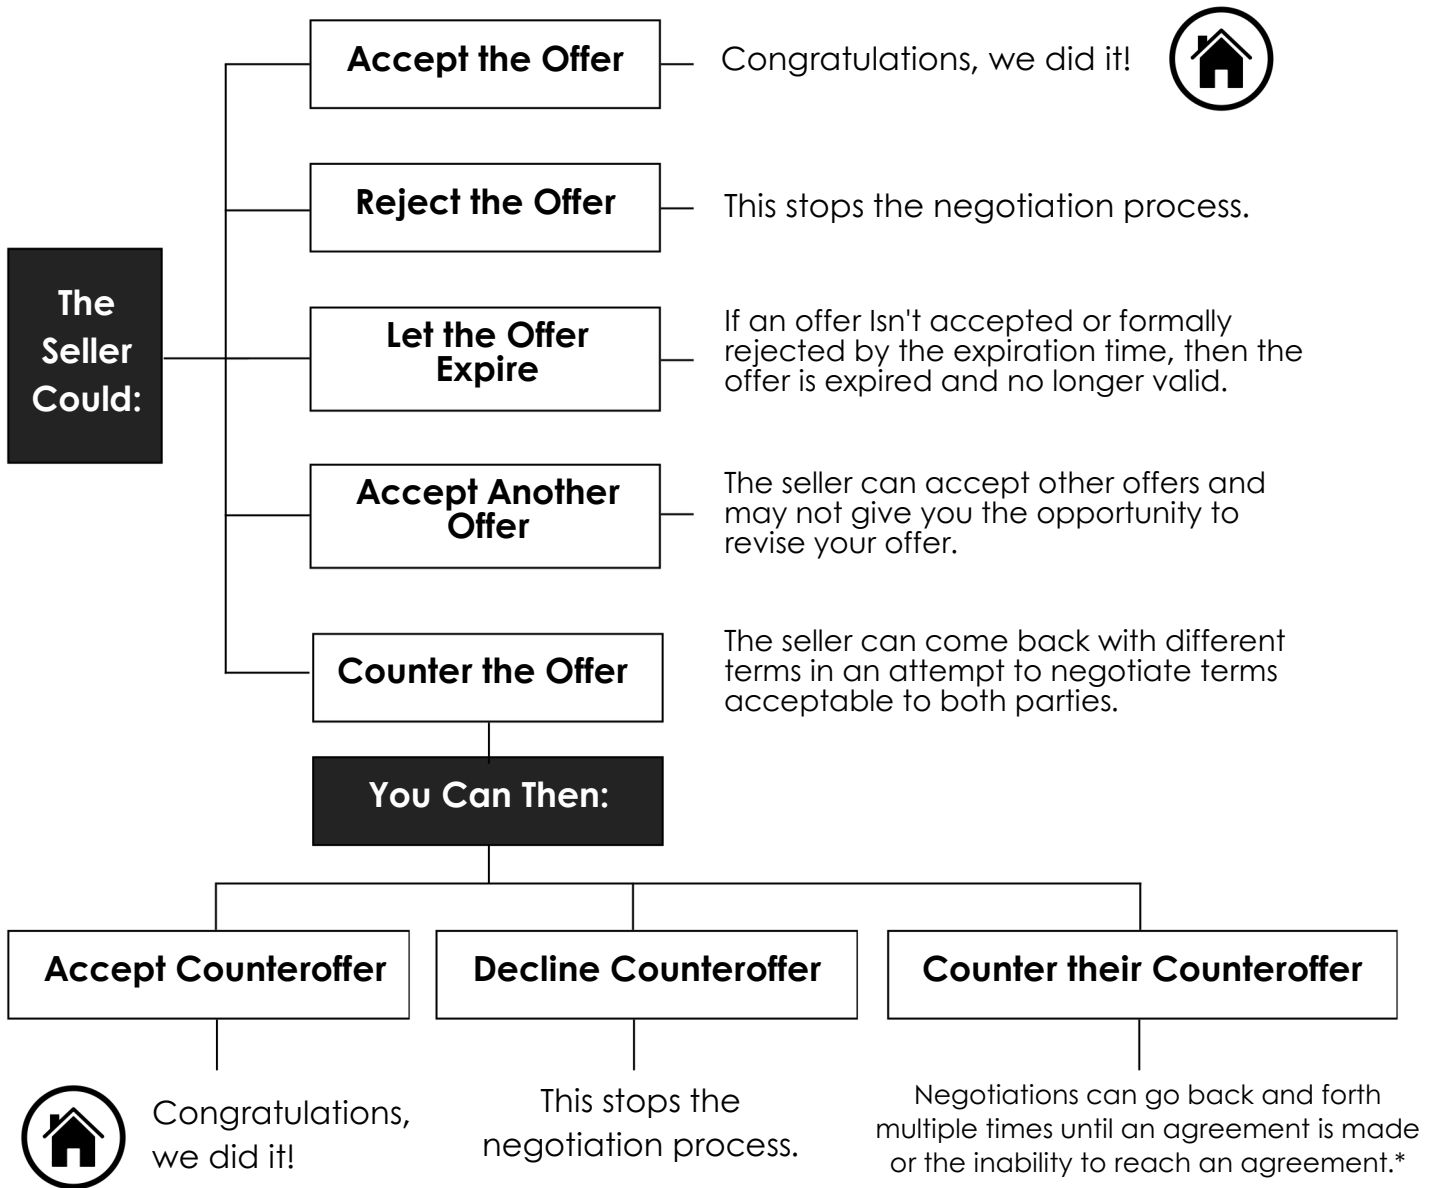 Accept the Offer
Congratulations, we did it!
Reject the Offer
This stops the negotiation process.
The
Seller
Could:
Let the Offer
Expire
If an offer Isn't accepted or formally
rejected by the expiration time, then the
offer is expired and no longer valid.
Accept Another
Offer
The seller can accept other offers and
may not give you the opportunity to
revise your offer.
Counter the Offer
The seller can come back with different
terms in an attempt to negotiate terms
acceptable to both parties.
You Can Then:
Accept Counteroffer
Decline Counteroffer
Counter their Counteroffer
Congratulations,
we did it!
This stops the
negotiation process.
Negotiations can go back and forth
multiple times until an agreement is made
or the inability to reach an agreement.*